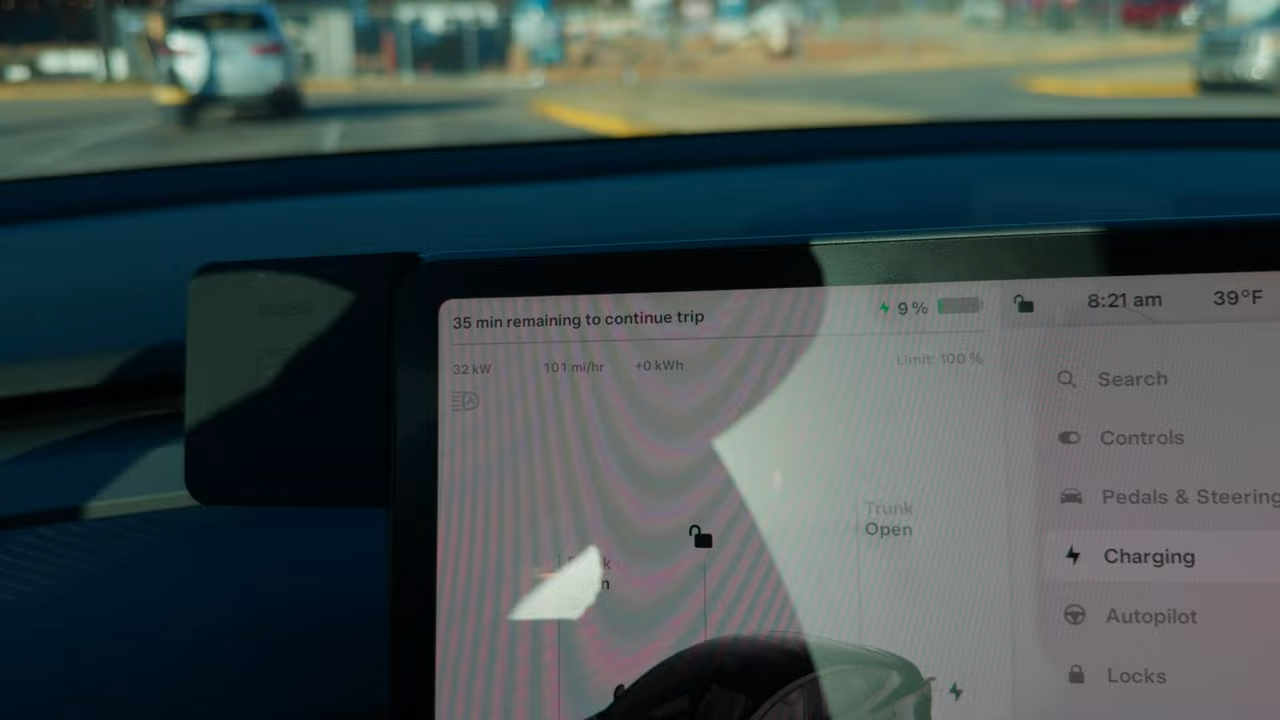 35 min remaining to continue trip
9%
8:21 am
39°F
32 kW
101 mi/hr
+0 kWh
Limit: 100 %
Search
Controls
Pedals & Steering
Trunk
Open
Charging
Autopilot
Locks